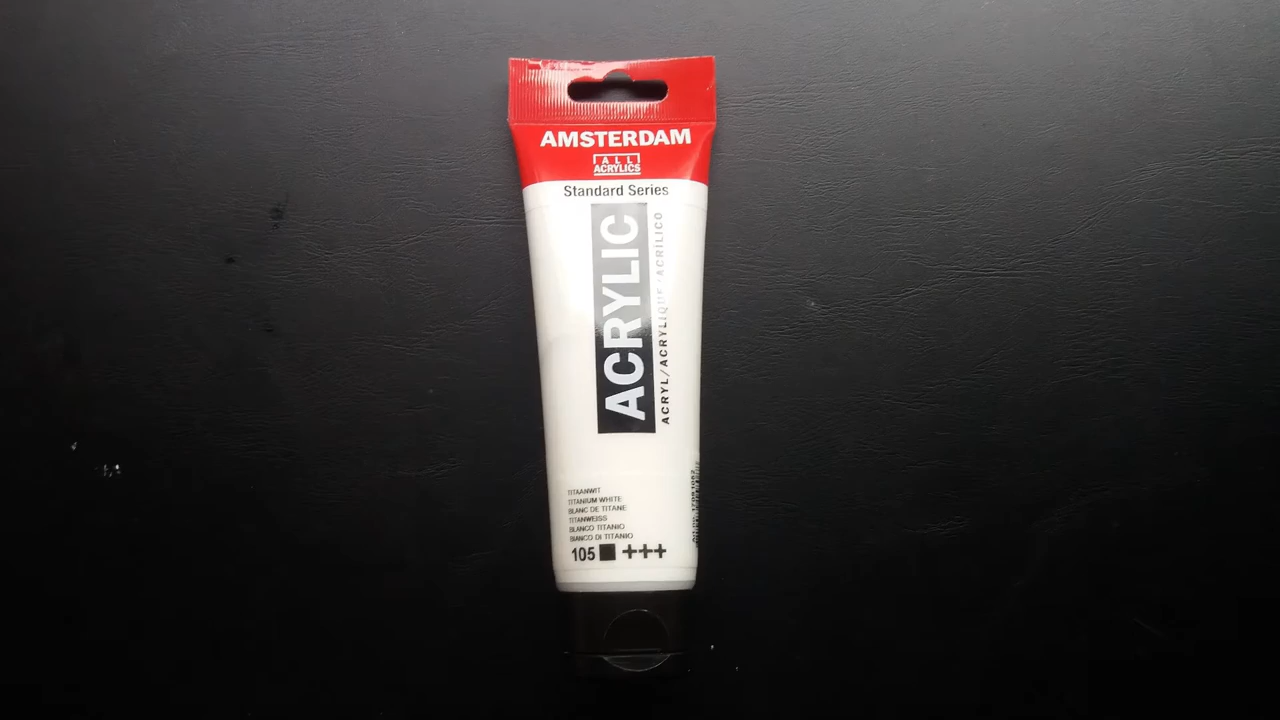 AMSTERDAM
ALL
ACRYLICS
Standard Series
ACRYLIC
ACRYL/ACRYLIQUE/ACRÍLICO
TITAANWIT
TITANIUM WHITE
BLANC DE TITANE
TITANWEISS
BLANCO TITANIO
BIANCO DI TITANIO
105 +++